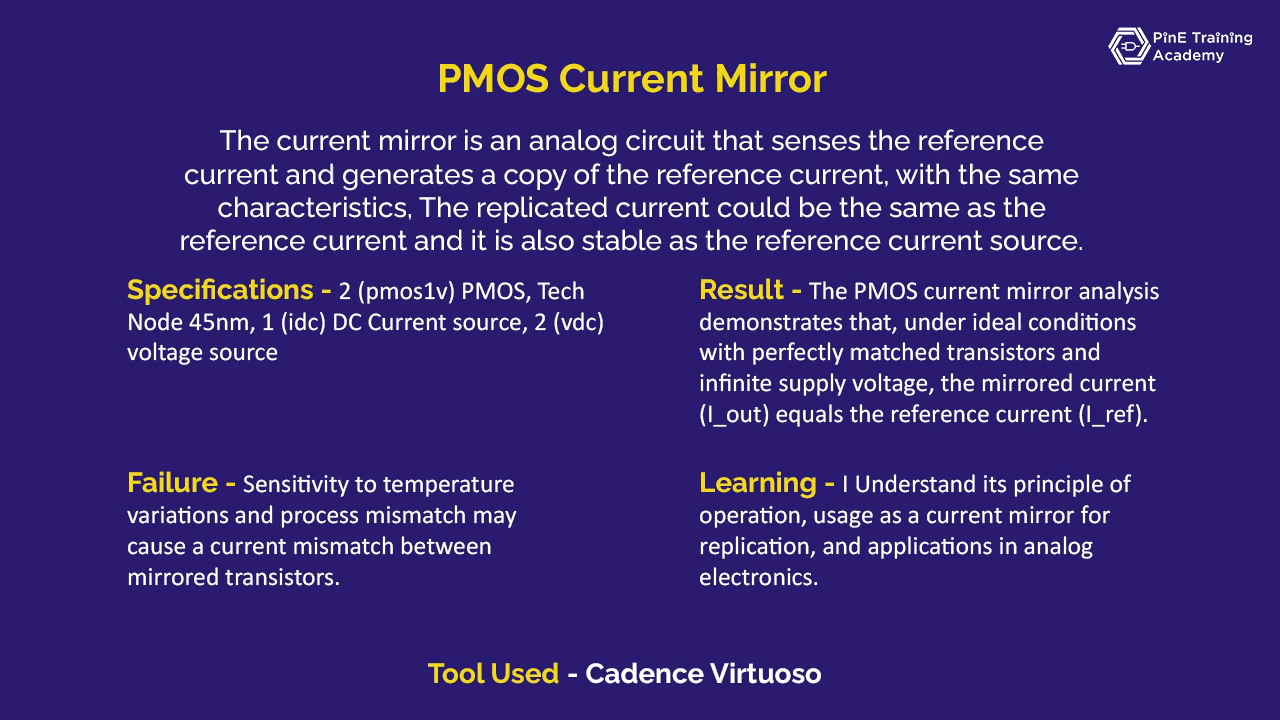 PinE Training
Academy
PMOS Current Mirror
The current mirror is an analog circuit that senses the reference
current and generates a copy of the reference current, with the same
characteristics, The replicated current could be the same as the
reference current and it is also stable as the reference current source.
Specifications - 2 (pmos1v) PMOS, Tech
Node 45nm, 1 (idc) DC Current source, 2 (vdc)
voltage source
Result - The PMOS current mirror analysis
demonstrates that, under ideal conditions
with perfectly matched transistors and
infinite supply voltage, the mirrored current
(I_out) equals the reference current (I_ref).
Failure - Sensitivity to temperature
variations and process mismatch may
cause a current mismatch between
mirrored transistors.
Learning - I Understand its principle of
operation, usage as a current mirror for
replication, and applications in analog
electronics.
Tool Used - Cadence Virtuoso